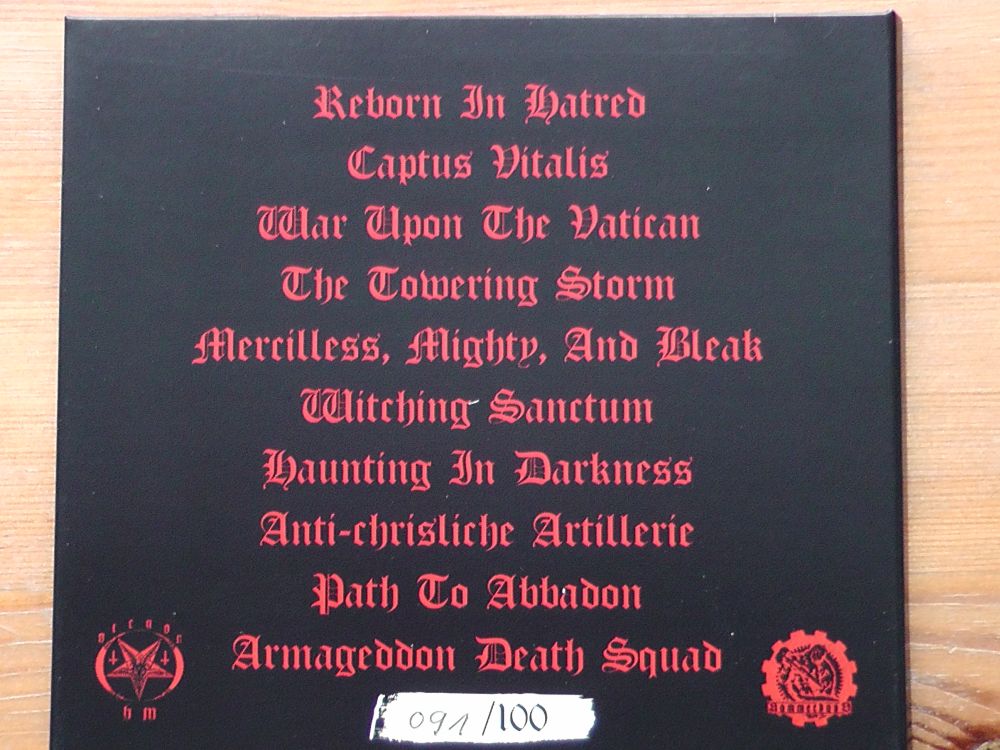 Reborn In Hatred
Captus Vitalis
War Upon The Vatican
The Towering Storm
Mercilless, Mighty, And Bleak
Witching Sanctum
Haunting In Darkness
Anti-chrisliche Artillerie
Path To Abbadon
Armageddon Death Squad
091/100